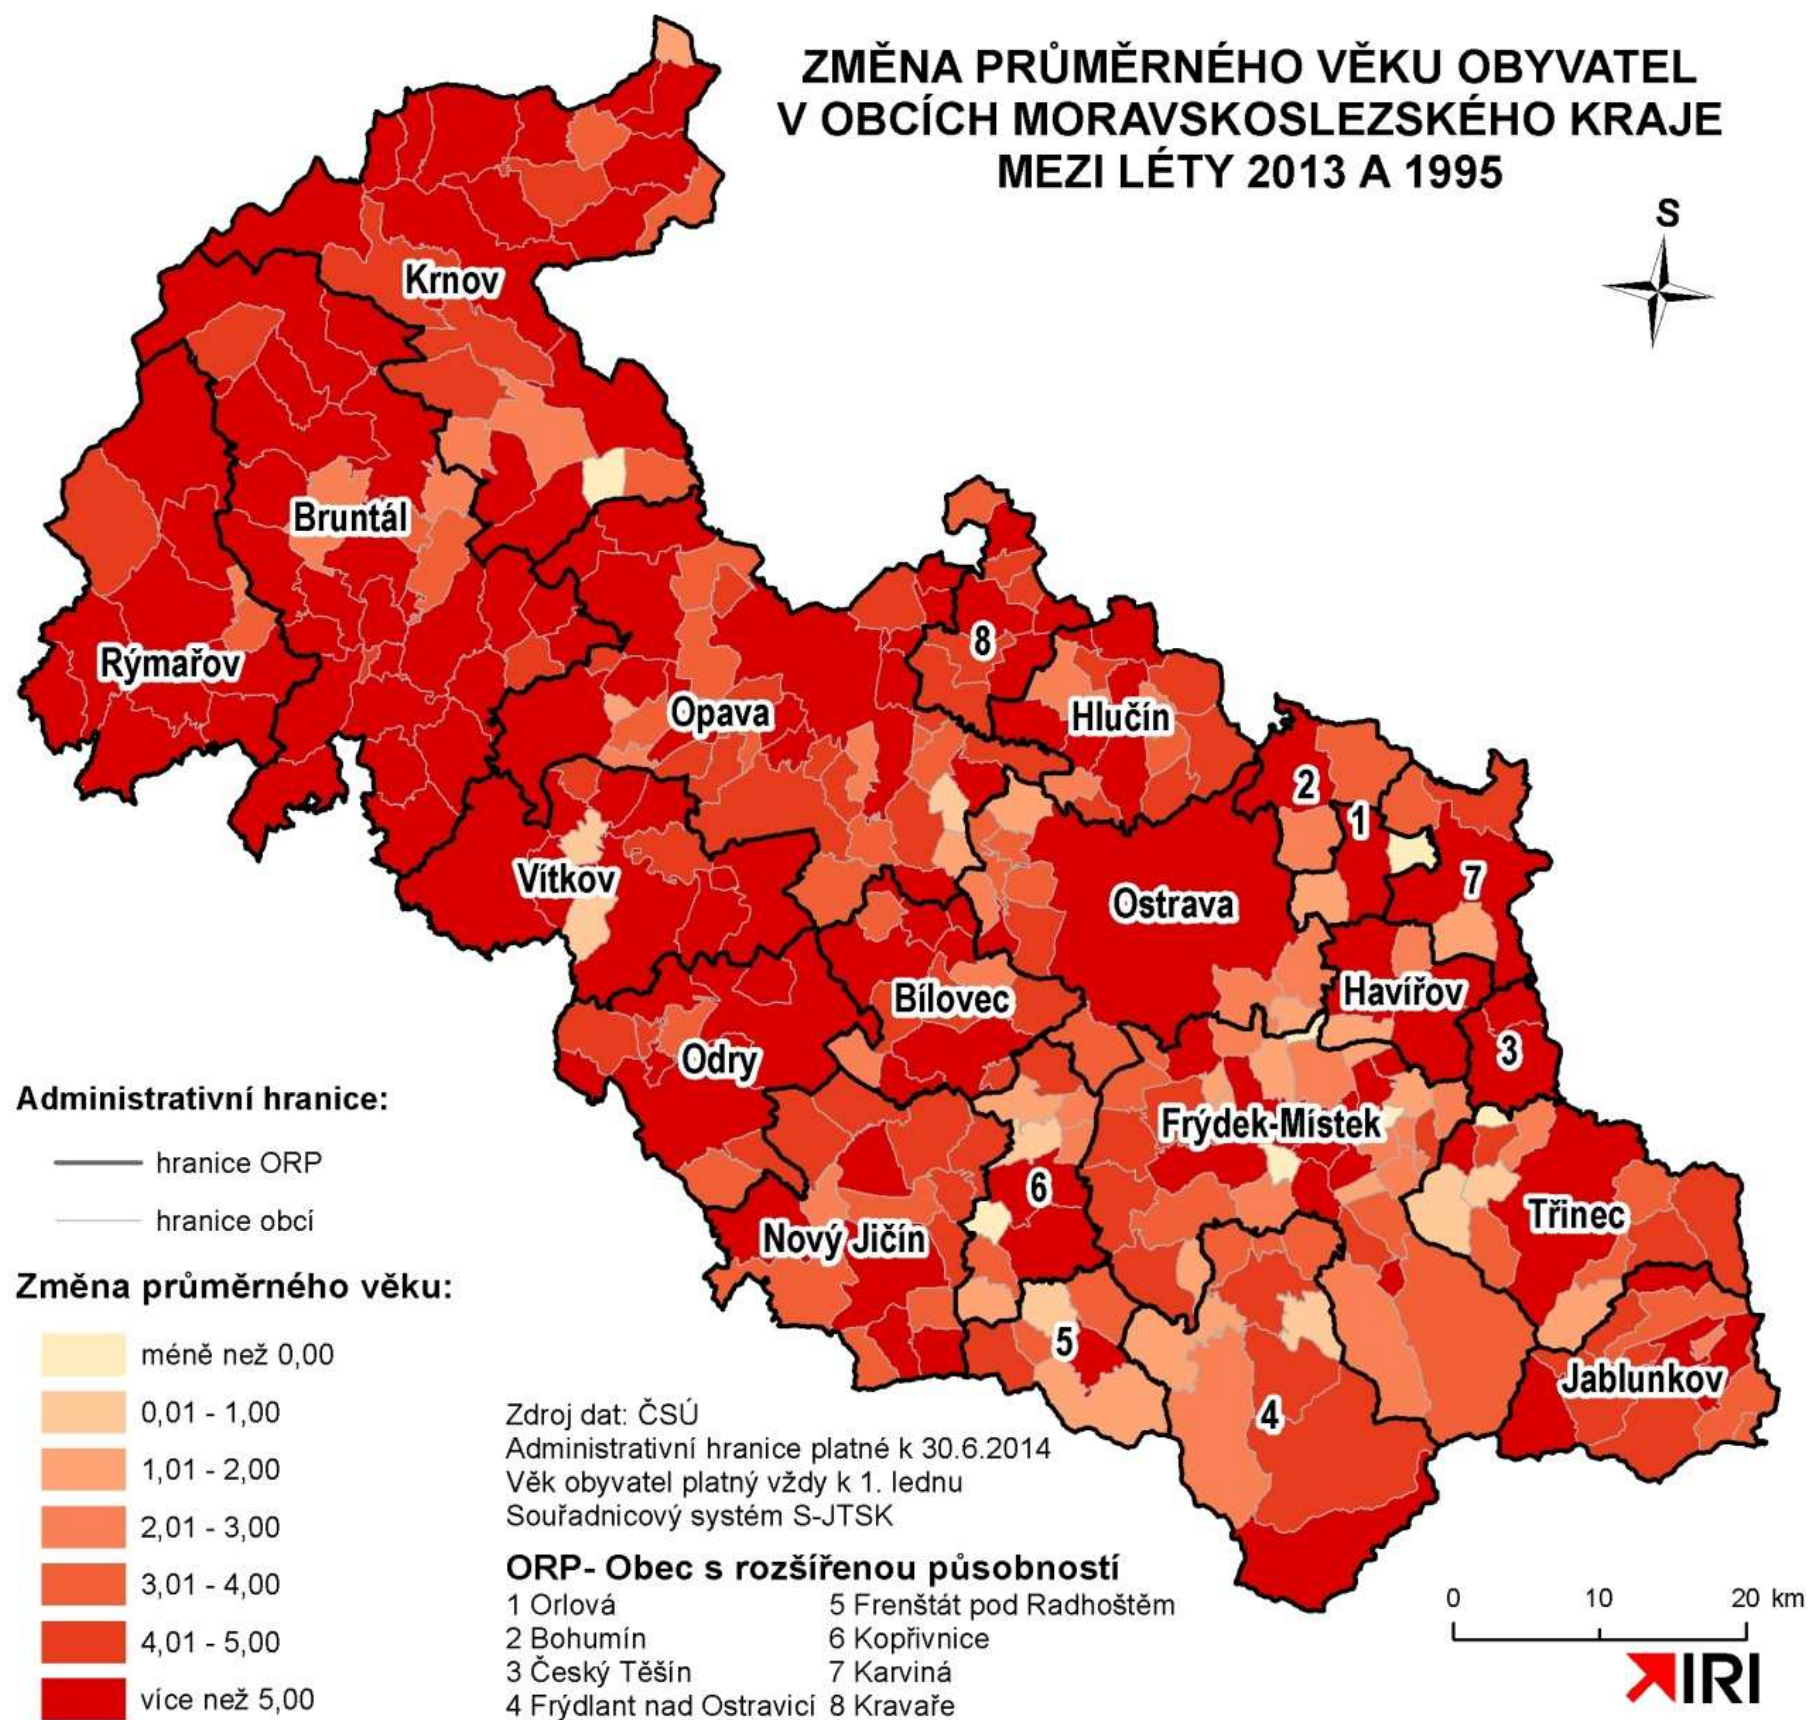 ZMĚNA PRŮMĚRNÉHO VĚKU OBYVATEL
V OBCÍCH MORAVSKOSLEZSKÉHO KRAJE
MEZI LÉTY 2013 A 1995
S
Krnov
Bruntál
Rýmařov
8
Opava
Hlučín
2
1
7
Vítkov
Ostrava
Havířov
Bílovec
3
Odry
Frýdek-Místek
6
Třinec
Nový Jičín
5
Jablunkov
4
Administrativní hranice:
hranice ORP
hranice obcí
Změna průměrného věku:
méně než 0,00
0,01 - 1,00
1,01 - 2,00
2,01 - 3,00
3,01 - 4,00
4,01 - 5,00
více než 5,00
Zdroj dat: ČSÚ
Administrativní hranice platné k 30.6.2014
Věk obyvatel platný vždy k 1. lednu
Souřadnicový systém S-JTSK
ORP- Obec s rozšířenou působností
1 Orlová 5 Frenštát pod Radhoštěm
2 Bohumín 6 Kopřivnice
3 Český Těšín 7 Karviná
4 Frýdlant nad Ostravicí 8 Kravaře
0 10 20 km
IRI